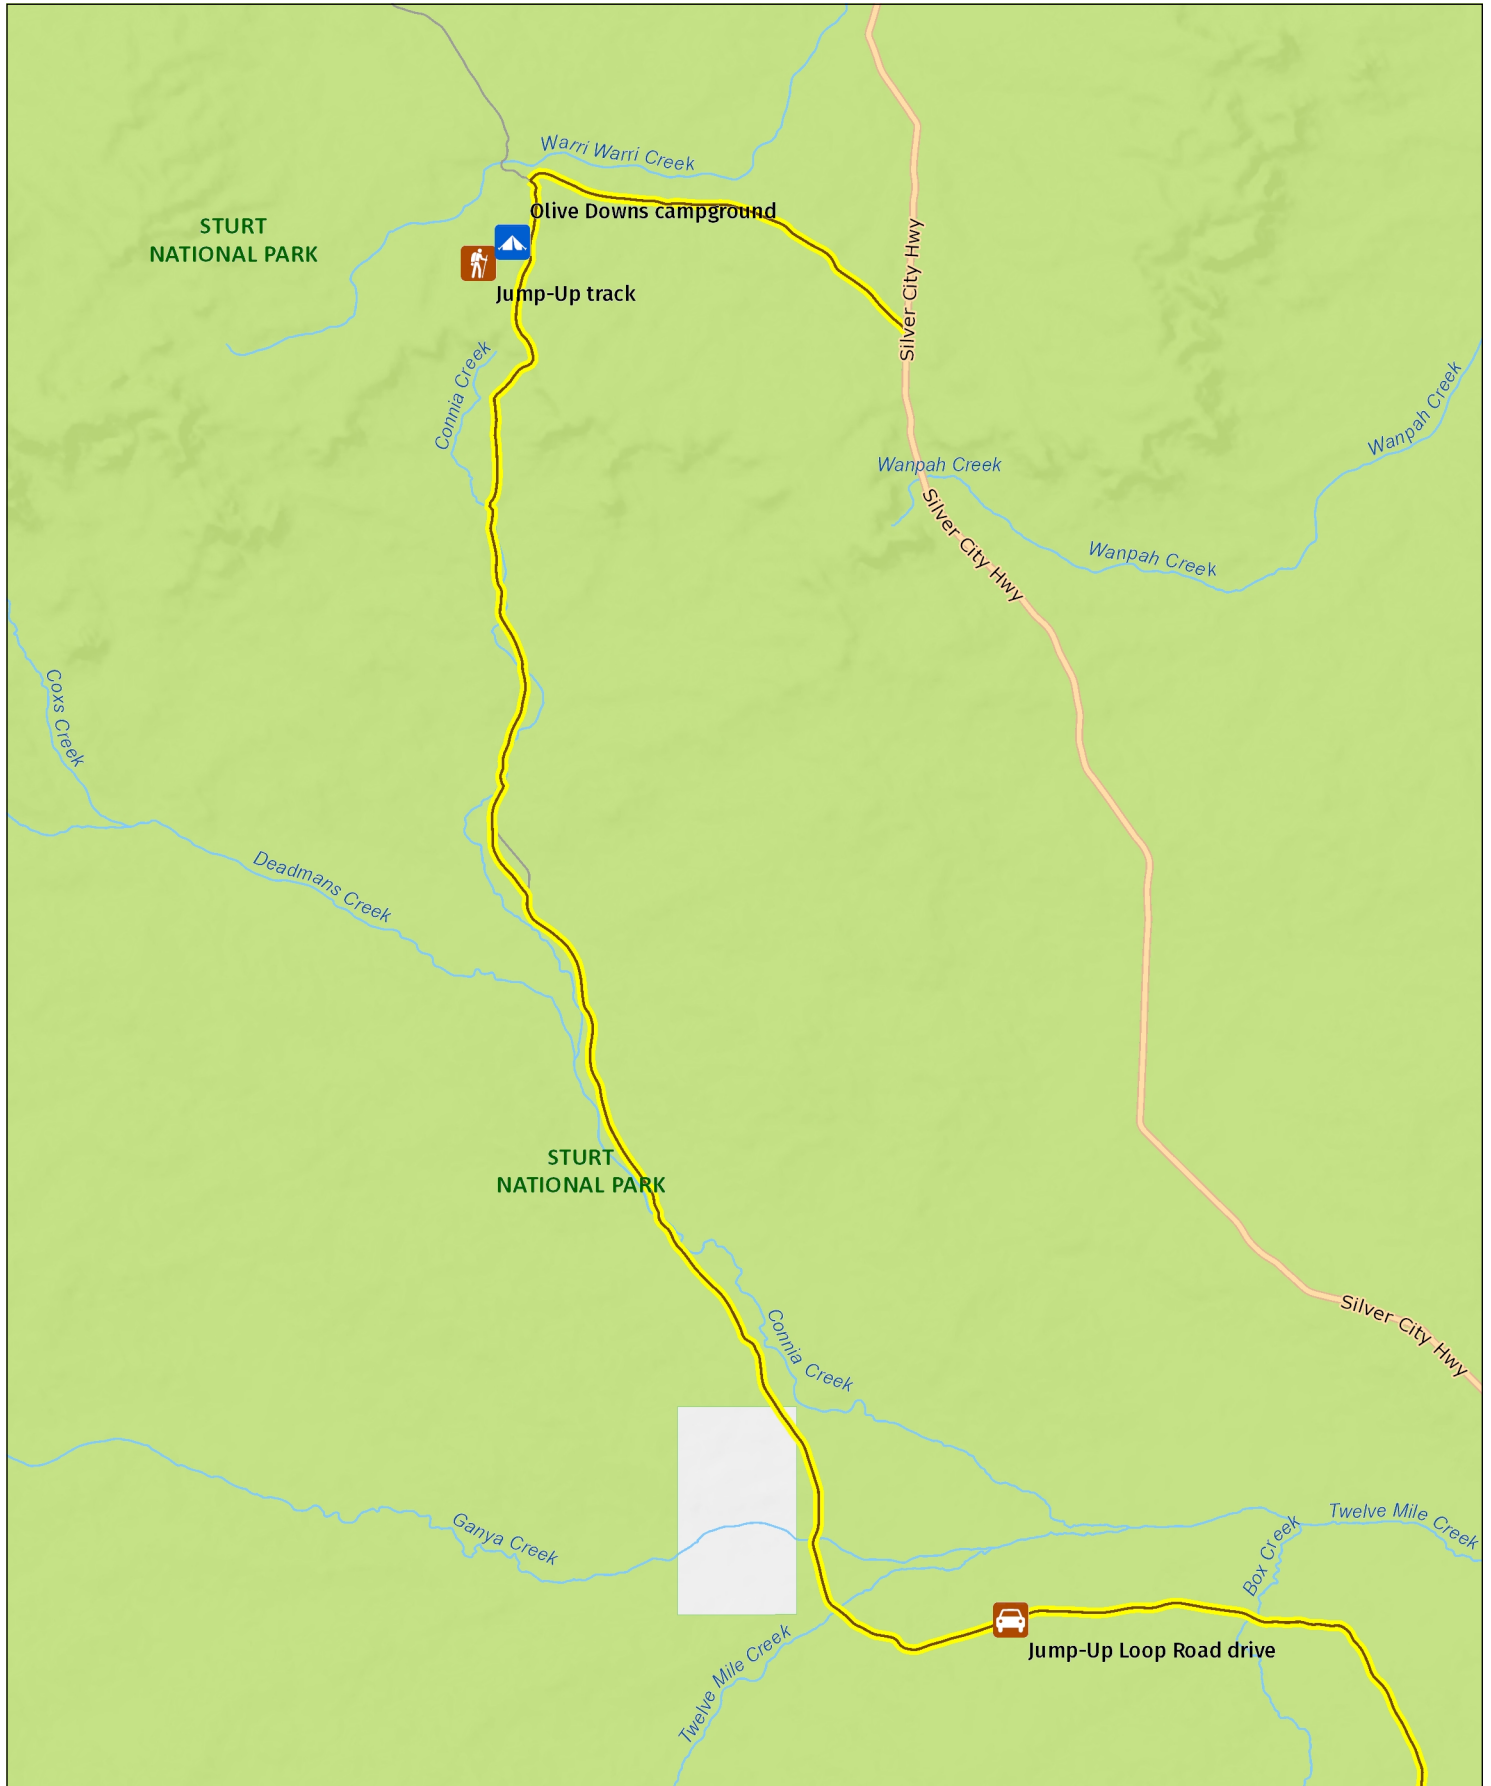 Warri Warri Creek
STURT
NATIONAL PARK
Olive Downs campground
Jump-Up track
Silver City Hwy
Connia Creek
Wanpah Creek
Wanpah Creek
Silver City Hwy
Wanpah Creek
Coxs Creek
Deadmans Creek
STURT
NATIONAL PARK
Silver City Hwy
Connia Creek
Ganya Creek
Twelve Mile Creek
Box Creek
Twelve Mile Creek
Jump-Up Loop Road drive